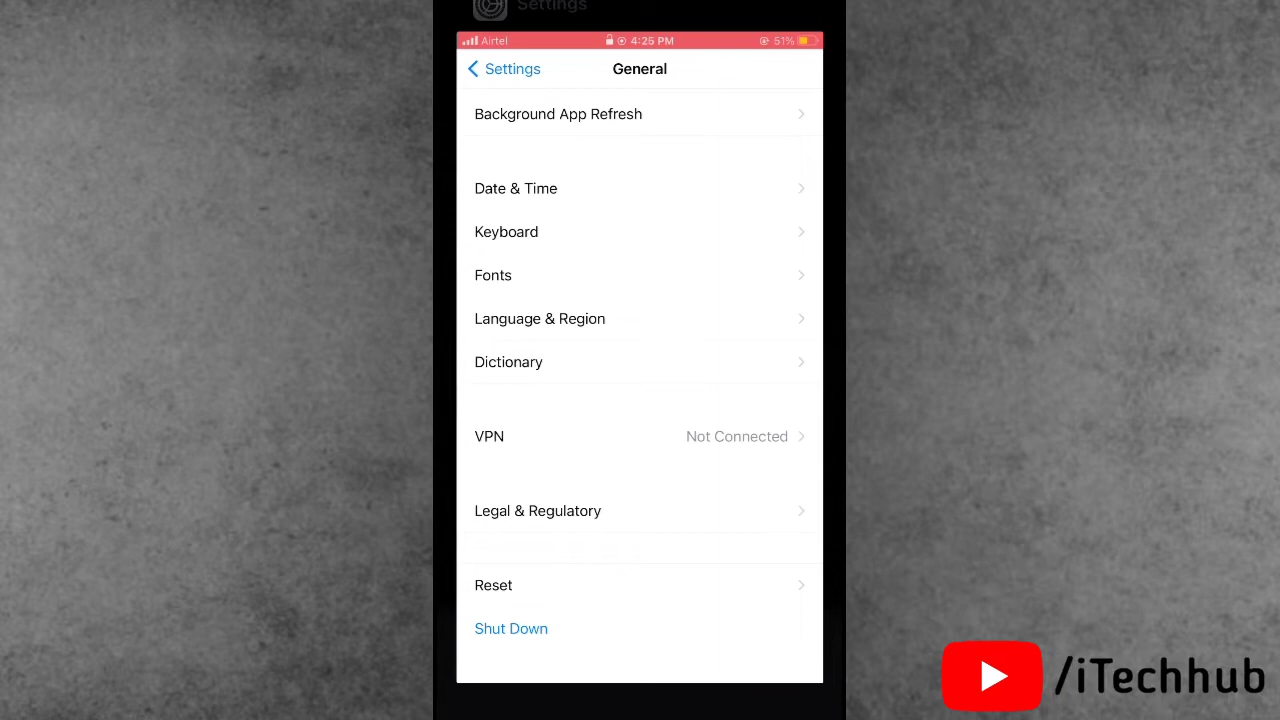 Settings
Airtel 4:25 PM 51%
Settings General
Background App Refresh
Date & Time
Keyboard
Fonts
Language & Region
Dictionary
VPN Not Connected
Legal & Regulatory
Reset
Shut Down
/iTechhub